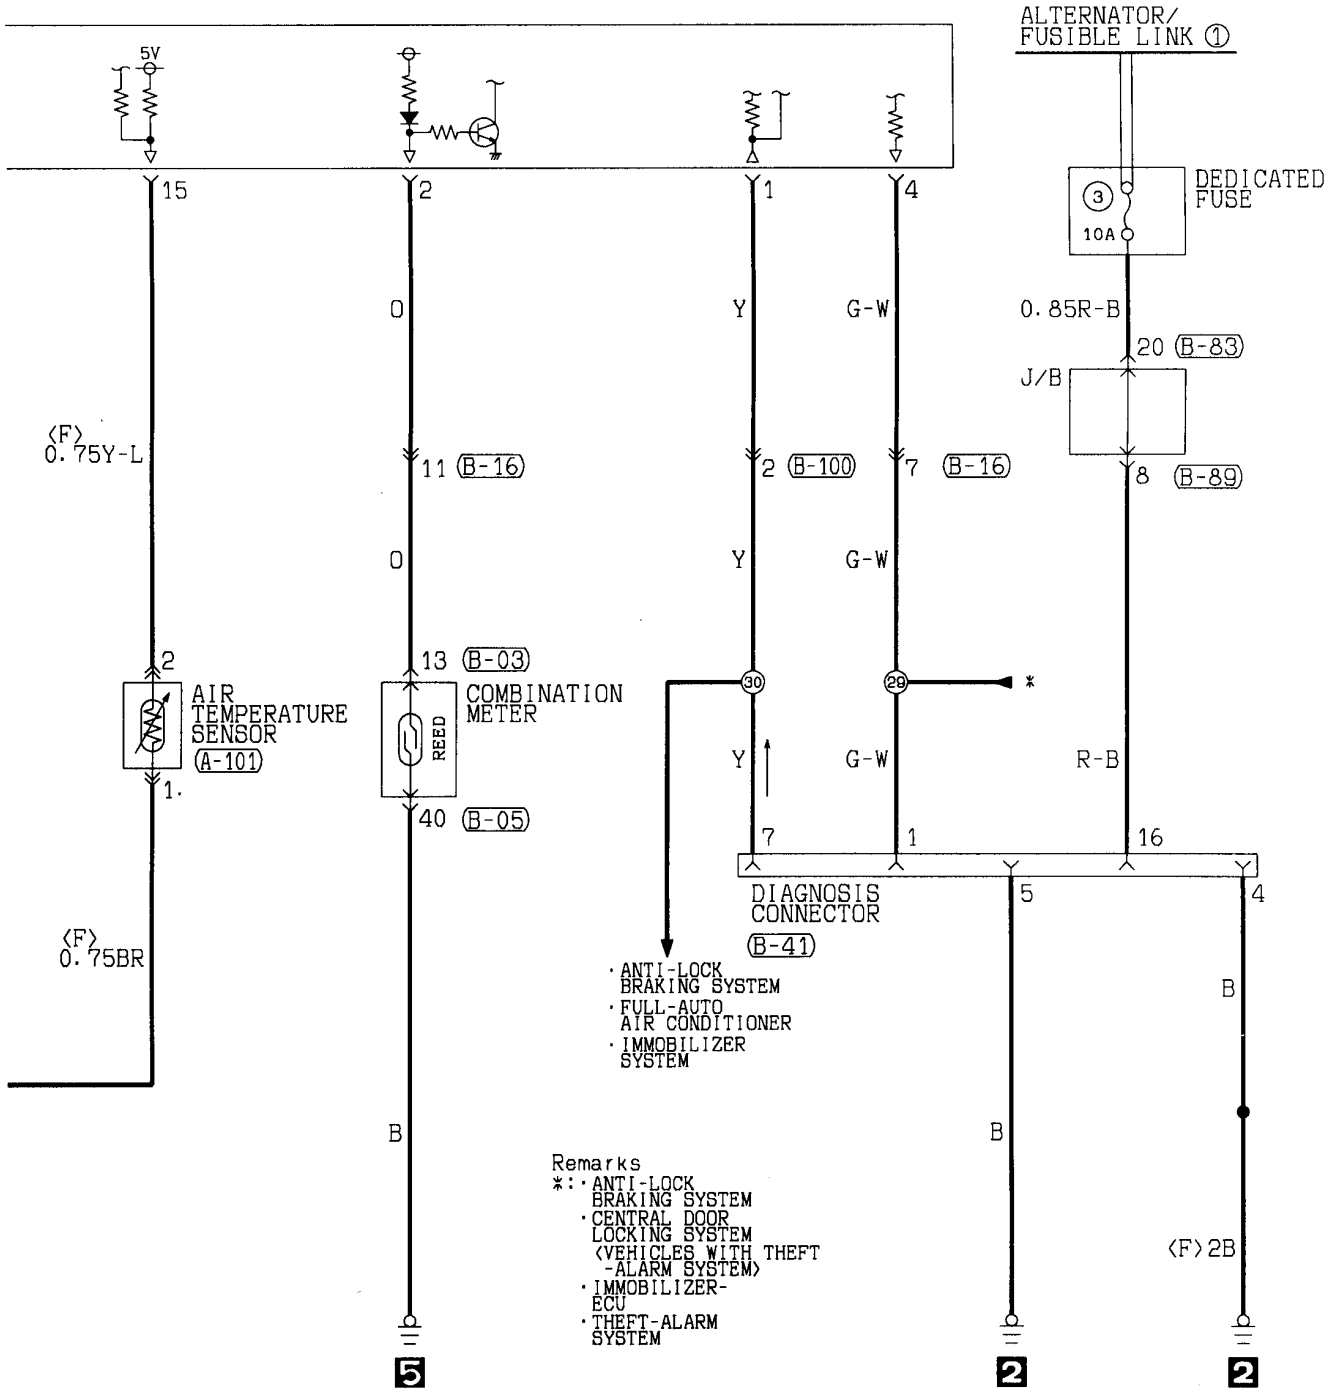 ALTERNATOR/
FUSIBLE LINK ①
5V
15
2
1
4
③
10A
DEDICATED
FUSE
O
Y
G-W
0.85R-B
20 (B-83)
J/B
<F>
0.75Y-L
11 (B-16)
2 (B-100)
7 (B-16)
8 (B-89)
O
Y
G-W
2
13 (B-03)
AIR
TEMPERATURE
SENSOR
(A-101)
COMBINATION
METER
REED
30
29
*
Y
G-W
R-B
1.
40 (B-05)
7
1
16
DIAGNOSIS
CONNECTOR
(B-41)
5
4
<F>
0.75BR
· ANTI-LOCK
BRAKING SYSTEM
· FULL-AUTO
AIR CONDITIONER
· IMMOBILIZER
SYSTEM
B
B
B
Remarks
*:· ANTI-LOCK
BRAKING SYSTEM
· CENTRAL DOOR
LOCKING SYSTEM
<VEHICLES WITH THEFT
-ALARM SYSTEM>
· IMMOBILIZER-
ECU
· THEFT-ALARM
SYSTEM
<F>2B
5
2
2